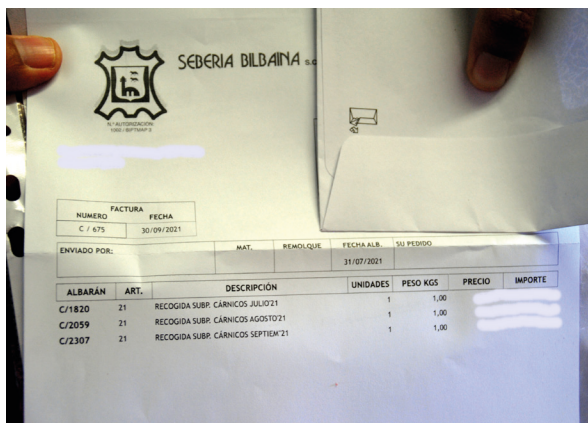 SEBERIA BILBAINA S.C
N.º AUTORIZACION
FACTURA
NUMERO FECHA
C / 675 30/09/2021
ENVIADO POR: MAT. REMOLQUE FECHA ALB. SU PEDIDO
31/07/2021
ALBARÁN ART. DESCRIPCIÓN UNIDADES PESO KGS PRECIO IMPORTE
C/1820 21 RECOGIDA SUBP. CÁRNICOS JULIO'21 1 1,00
C/2059 21 RECOGIDA SUBP. CÁRNICOS AGOSTO'21 1 1,00
C/2307 21 RECOGIDA SUBP. CÁRNICOS SEPTIEM'21 1 1,00